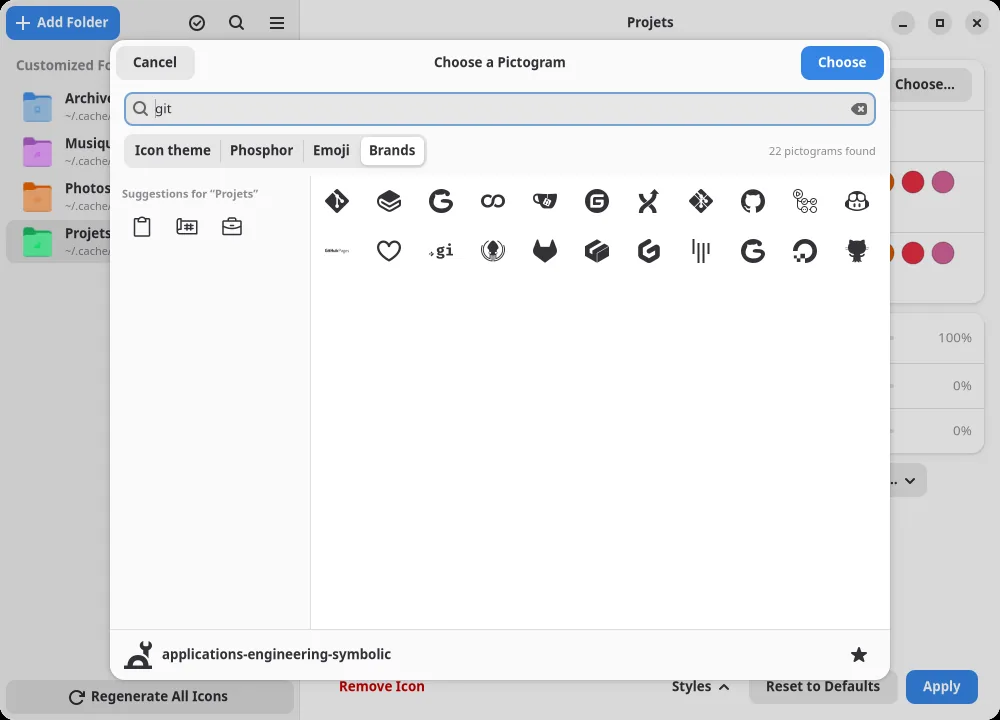 Add Folder
Projets
Customized Fo
Archive
~/.cache/
Musiqu
~/.cache/
Photos
~/.cache/
Projets
~/.cache/
Regenerate All Icons
Cancel
Choose a Pictogram
Choose
git
Icon theme
Phosphor
Emoji
Brands
22 pictograms found
Suggestions for “Projets”
GitHub Pages
.gi
applications-engineering-symbolic
Choose...
100%
0%
0%
Remove Icon
Styles
Reset to Defaults
Apply